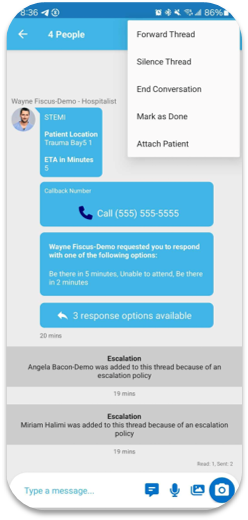 8:36
86%
4 People
Forward Thread
Silence Thread
End Conversation
Mark as Done
Attach Patient
Wayne Fiscus-Demo - Hospitalist
STEMI
Patient Location
Trauma Bay5 1
ETA in Minutes
5
Callback Number
Call (555) 555-5555
Wayne Fiscus-Demo requested you to respond
with one of the following options:
Be there in 5 minutes, Unable to attend, Be there
in 2 minutes
3 response options available
20 mins
Escalation
Angela Bacon-Demo was added to this thread because of an
escalation policy
19 mins
Escalation
Miriam Halimi was added to this thread because of an escalation
policy
19 mins
Read: 1, Sent: 2
Type a message...